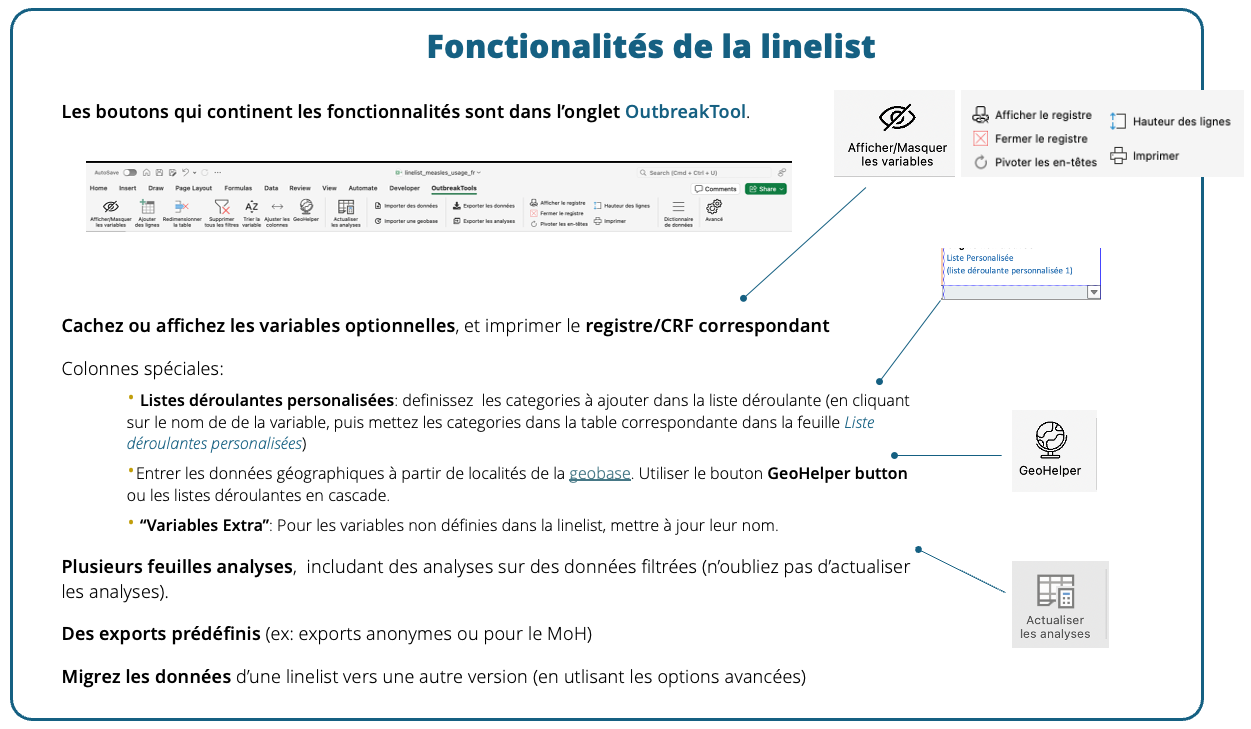 Fonctionalités de la linelist
Les boutons qui continent les fonctionnalités sont dans l’onglet OutbreakTool.
Afficher/Masquer
les variables
Afficher le registre
Fermer le registre
Pivoter les en-têtes
Hauteur des lignes
Imprimer
AutoSave
linelist_measles_usage_fr
Search (Cmd + Ctrl + U)
Home Insert Draw Page Layout Formulas Data Review View Automate Developer OutbreakTools
Comments
Share
Afficher/Masquer
les variables
Ajouter
des lignes
Redimensionner
la table
Supprimer
tous les filtres
Trier la
variable
Ajuster les
colonnes
GeoHelper
Actualiser
les analyses
Importer des données
Importer une geobase
Exporter les données
Exporter les analyses
Afficher le registre
Fermer le registre
Pivoter les en-têtes
Hauteur des lignes
Imprimer
Dictionnaire
de données
Avancé
Liste Personalisée
(liste déroulante personnalisée 1)
Cachez ou affichez les variables optionnelles, et imprimer le registre/CRF correspondant
Colonnes spéciales:
• Listes déroulantes personalisées: definissez  les categories à ajouter dans la liste déroulante (en cliquant
sur le nom de de la variable, puis mettez les categories dans la table correspondante dans la feuille Liste
déroulantes personalisées)
•Entrer les données géographiques à partir de localités de la geobase. Utiliser le bouton GeoHelper button
ou les listes déroulantes en cascade.
• “Variables Extra”: Pour les variables non définies dans la linelist, mettre à jour leur nom.
GeoHelper
Plusieurs feuilles analyses,  includant des analyses sur des données filtrées (n’oubliez pas d’actualiser
les analyses).
Actualiser
les analyses
Des exports prédéfinis (ex: exports anonymes ou pour le MoH)
Migrez les données d’une linelist vers une autre version (en utlisant les options avancées)